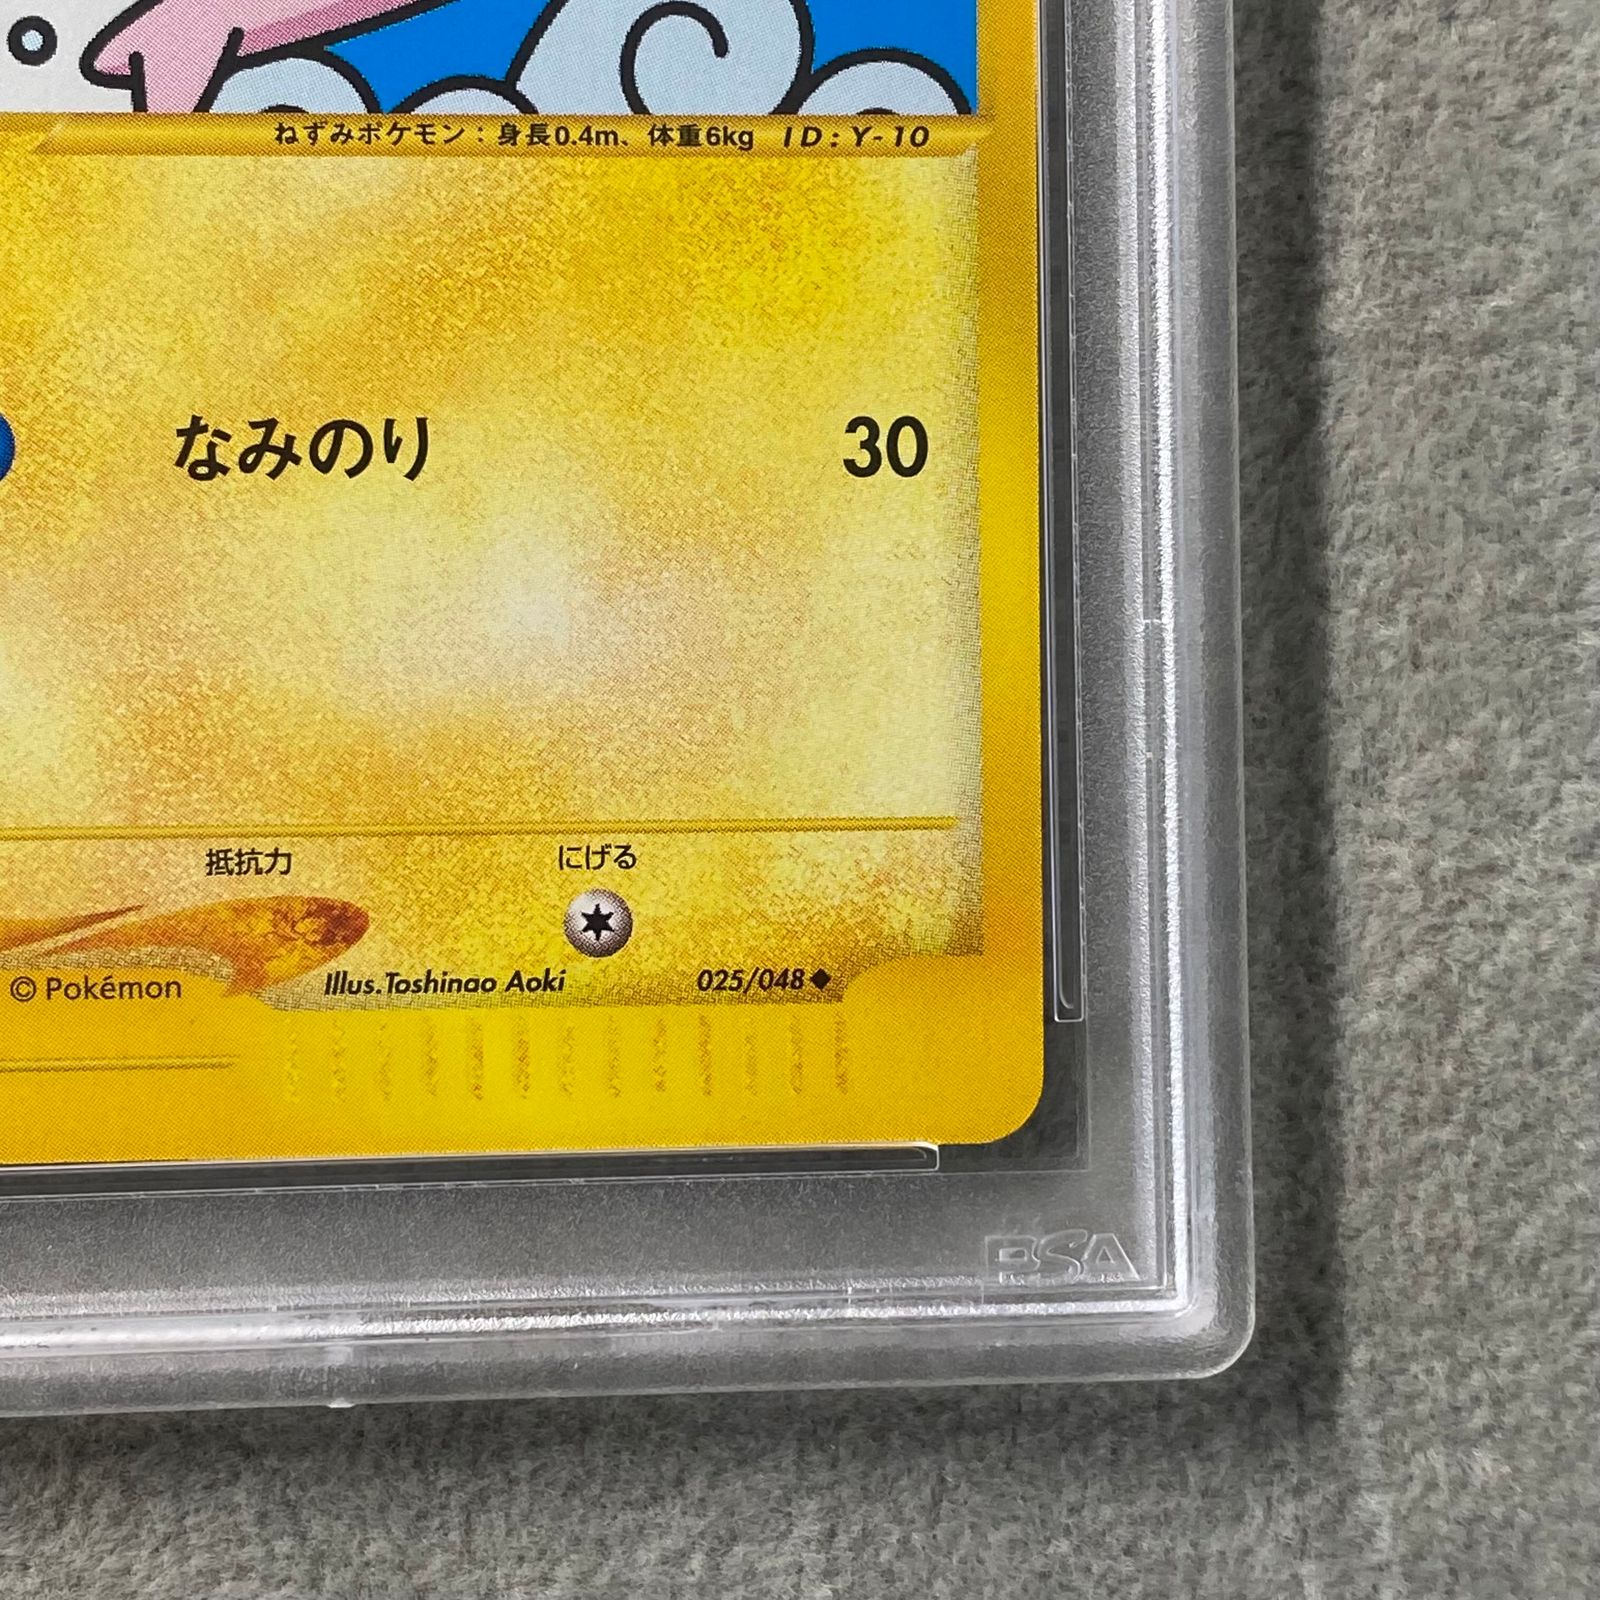 ねずみポケモン：身長0.4m、体重6kg ID:Y-10
なみのり 30
抵抗力 にげる
© Pokémon Illus.Toshinao Aoki 025/048◆
PSA